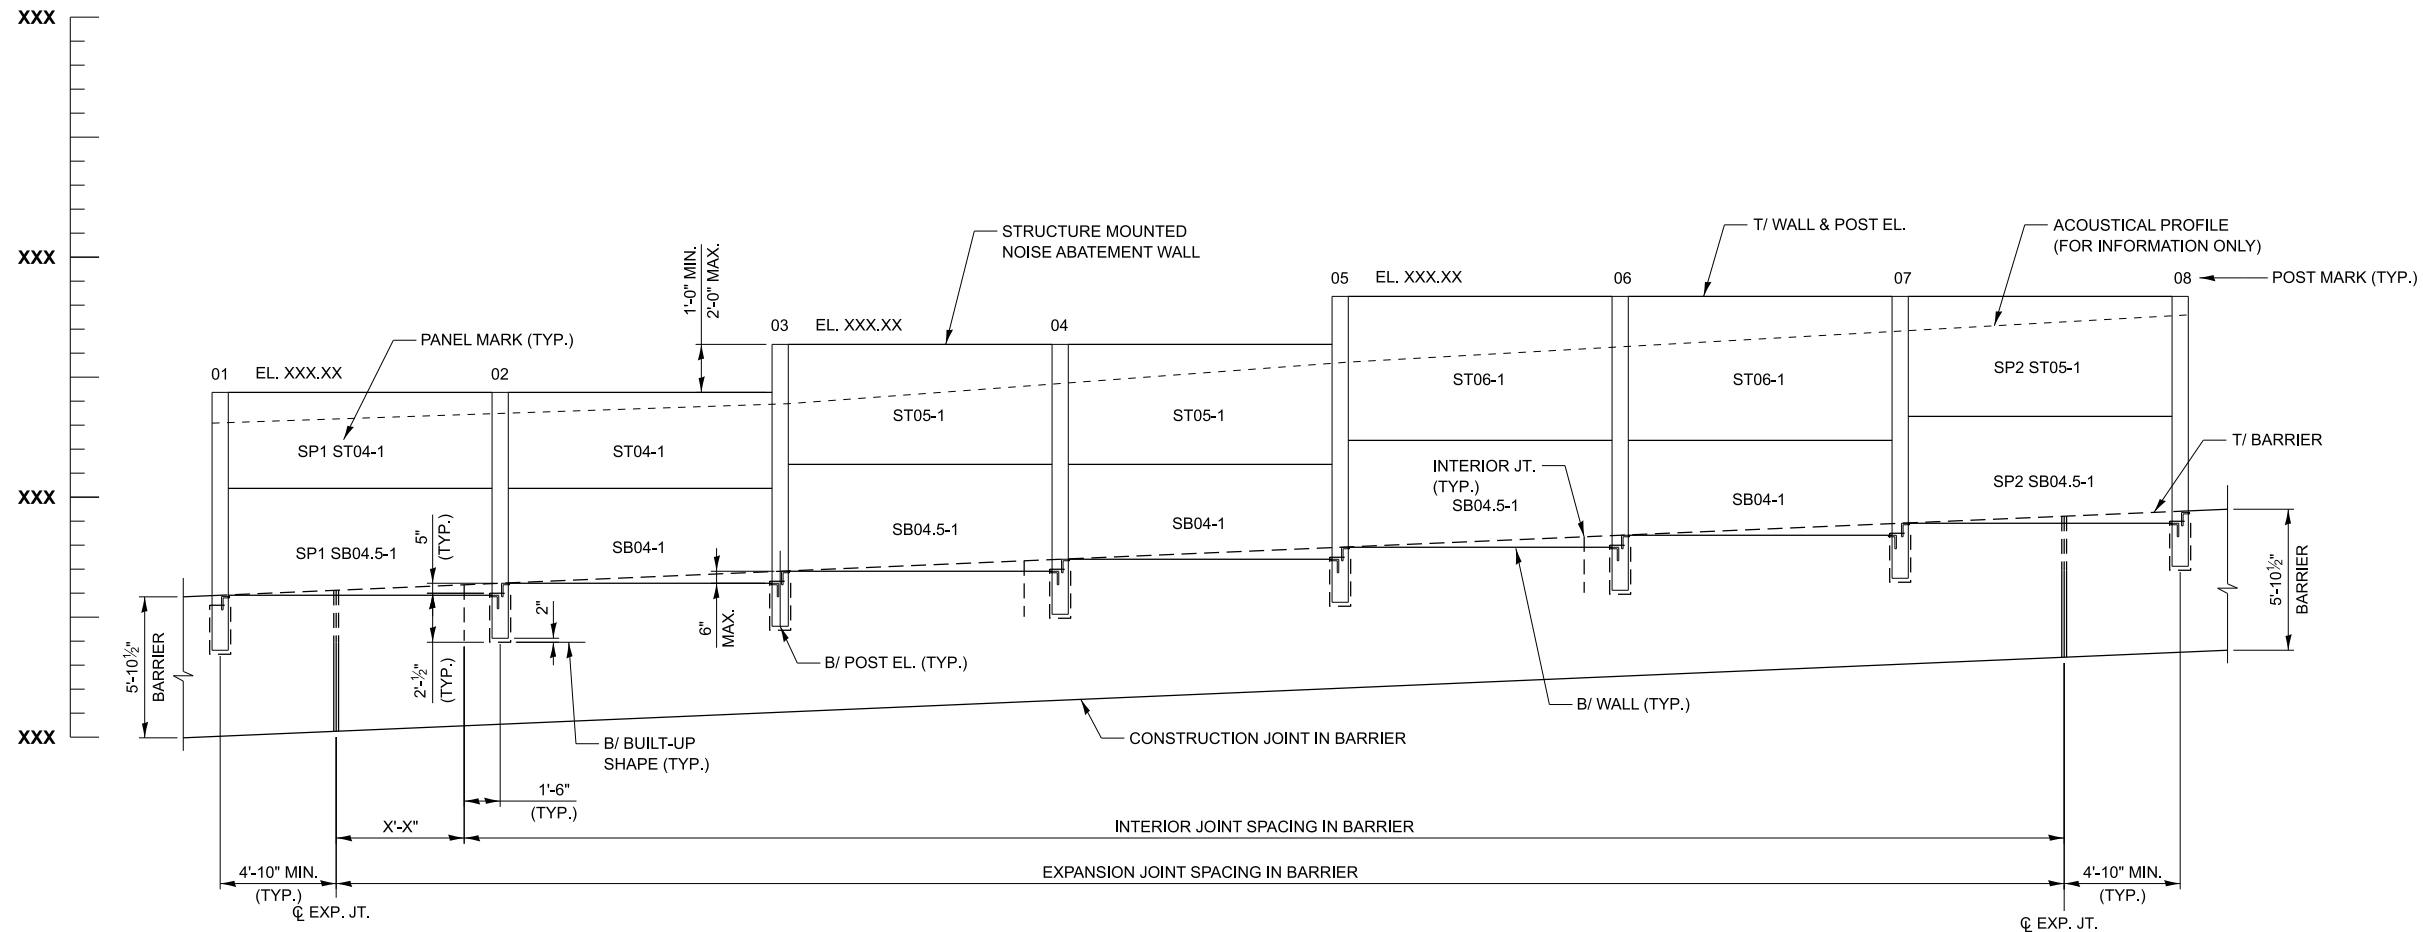 XXX
XXX
XXX
XXX
STRUCTURE MOUNTED
NOISE ABATEMENT WALL
T/ WALL & POST EL.
ACOUSTICAL PROFILE
(FOR INFORMATION ONLY)
POST MARK (TYP.)
1'-0" MIN.
2'-0" MAX.
PANEL MARK (TYP.)
01
EL. XXX.XX
02
03
EL. XXX.XX
04
05
EL. XXX.XX
06
07
08
SP1 ST04-1
ST04-1
ST05-1
ST05-1
ST06-1
ST06-1
SP2 ST05-1
T/ BARRIER
INTERIOR JT.
(TYP.)
SP1 SB04.5-1
SB04-1
SB04.5-1
SB04-1
SB04.5-1
SB04-1
SP2 SB04.5-1
5"
(TYP.)
2'-½"
(TYP.)
2"
6"
MAX.
5'-10½"
BARRIER
5'-10½"
BARRIER
B/ POST EL. (TYP.)
B/ WALL (TYP.)
B/ BUILT-UP
SHAPE (TYP.)
CONSTRUCTION JOINT IN BARRIER
1'-6"
(TYP.)
X'-X"
INTERIOR JOINT SPACING IN BARRIER
4'-10" MIN.
(TYP.)
EXPANSION JOINT SPACING IN BARRIER
4'-10" MIN.
(TYP.)
℄ EXP. JT.
℄ EXP. JT.